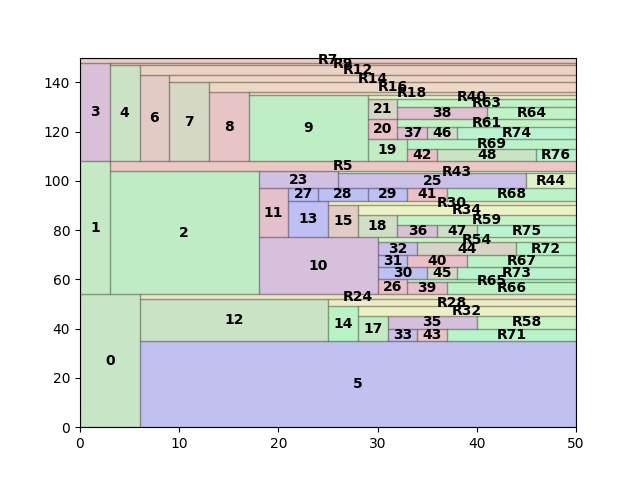 R7 R9
R12
R14
R16
R18
R40
R63
3 4 6 7 8 9 21 38 R64
R61
20 37 46 R74
R69
19 42 48 R76
R5
R43
23 25 R44
27 28 29 41 R68
R30
R34
11 13 15 R59
1 2 18 36 47 R75
R54
32 44 R72
10 31 40 R67
30 45 R73
R65
26 39 R66
R24
R28
R32
12 14 17 35 R58
33 43 R71
0
5
140
120
100
80
60
40
20
0
0 10 20 30 40 50